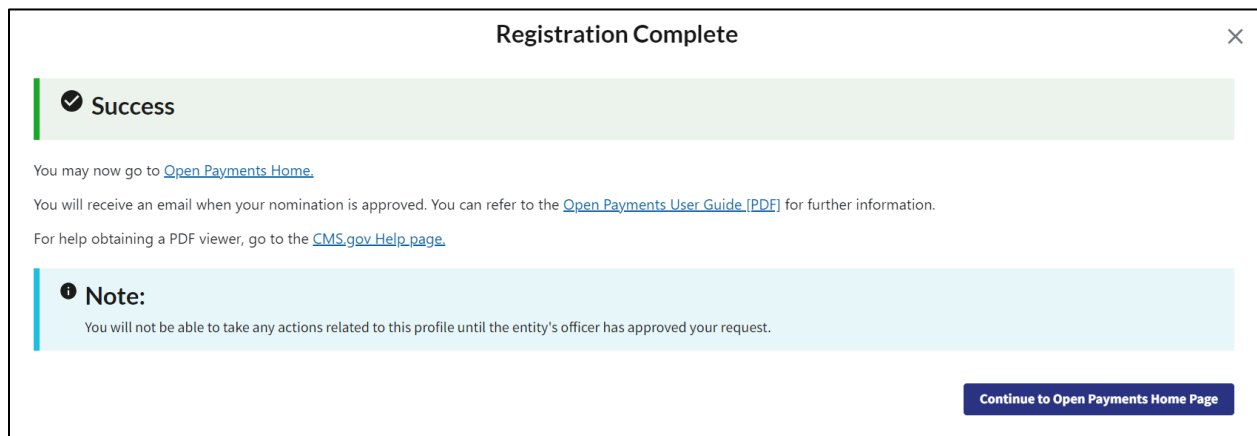 Registration Complete
Success
You may now go to Open Payments Home.
You will receive an email when your nomination is approved. You can refer to the Open Payments User Guide [PDF] for further information.
For help obtaining a PDF viewer, go to the CMS.gov Help page.
Note:
You will not be able to take any actions related to this profile until the entity's officer has approved your request.
Continue to Open Payments Home Page